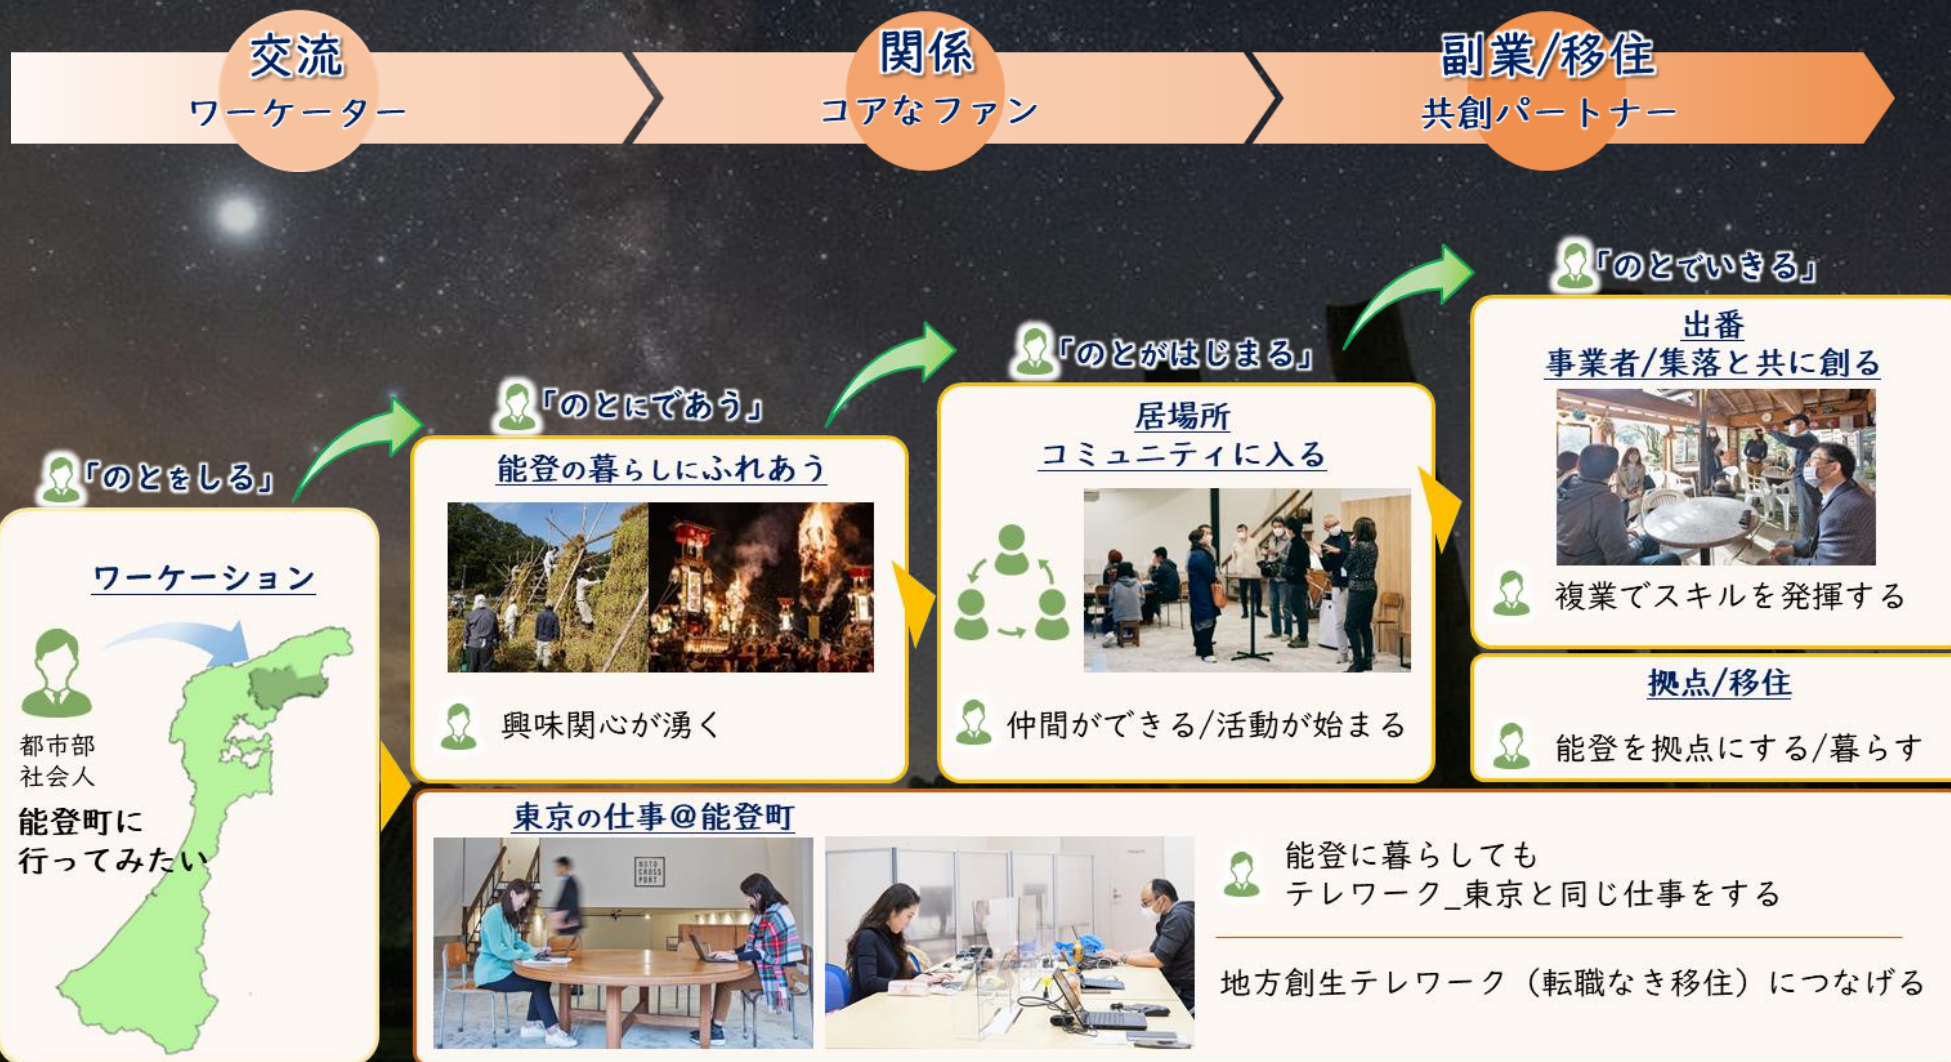 交流
ワーケーター
関係
コアなファン
副業/移住
共創パートナー
「のとをしる」
ワーケーション
都市部
社会人
能登町に
行ってみたい
「のとにであう」
能登の暮らしにふれあう
興味関心が湧く
「のとがはじまる」
居場所
コミュニティに入る
仲間ができる/活動が始まる
「のとでいきる」
出番
事業者/集落と共に創る
複業でスキルを発揮する
拠点/移住
能登を拠点にする/暮らす
東京の仕事@能登町
NOTO
CROSS
PORT
能登に暮らしても
テレワーク_東京と同じ仕事をする
地方創生テレワーク（転職なき移住）につなげる